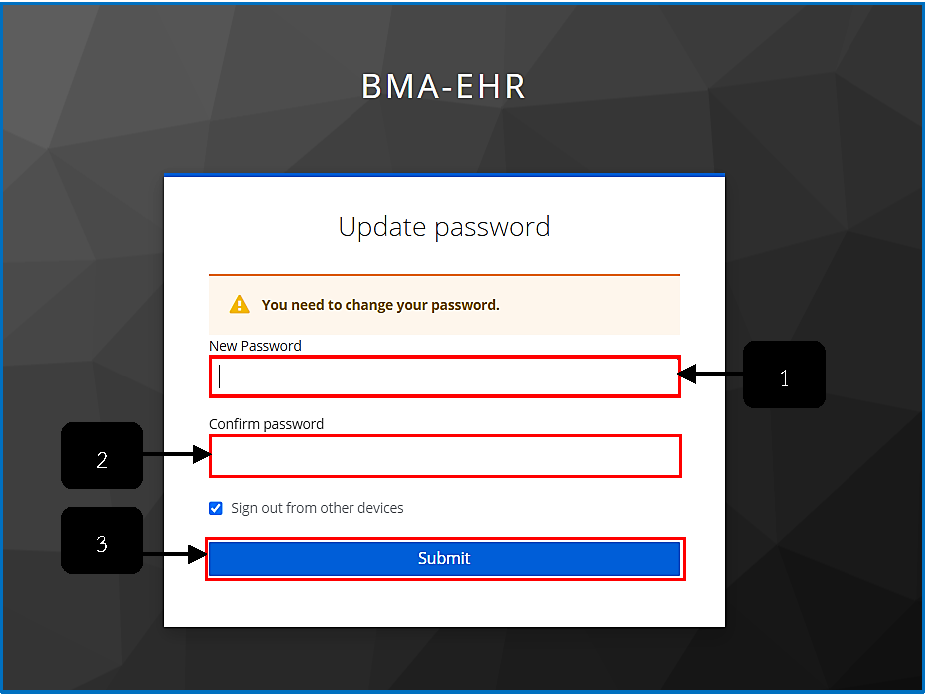 BMA-EHR
Update password
You need to change your password.
New Password
1
Confirm password
2
Sign out from other devices
3
Submit